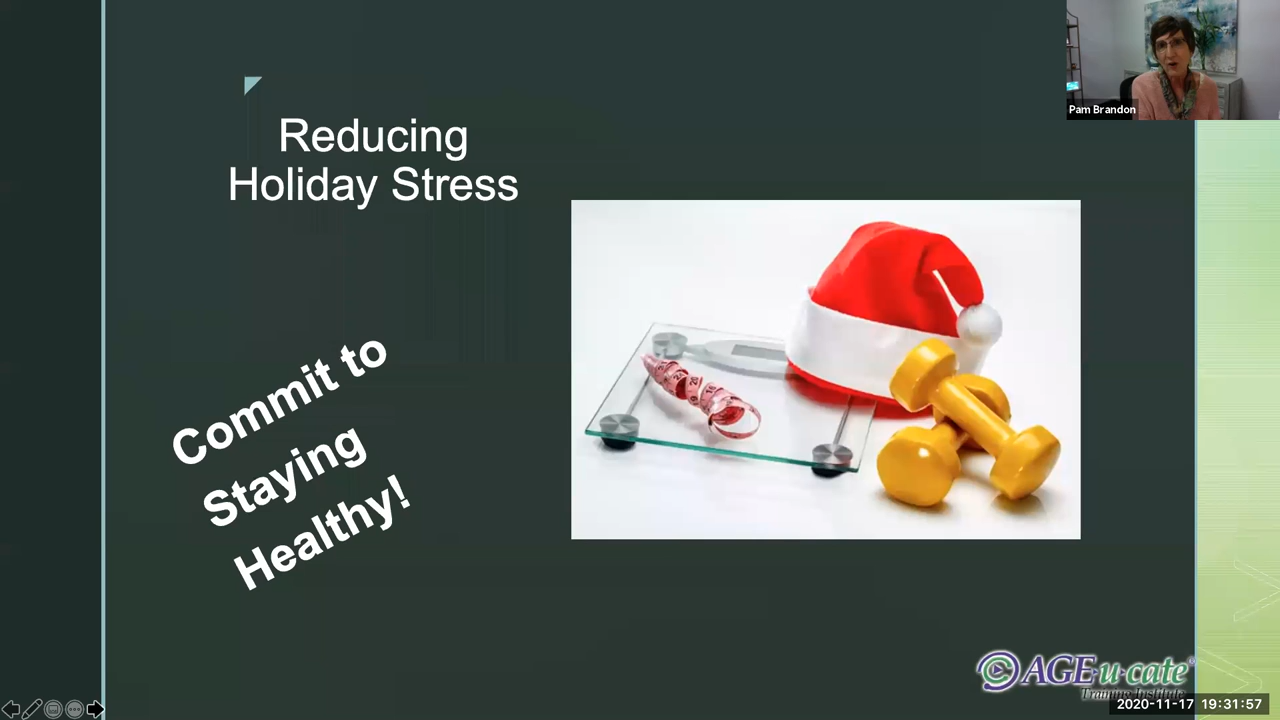 Reducing
Holiday Stress
Commit to
Staying
Healthy!
Pam Brandon
AGE-u-cate®
Training Institute
2020-11-17 19:31:57